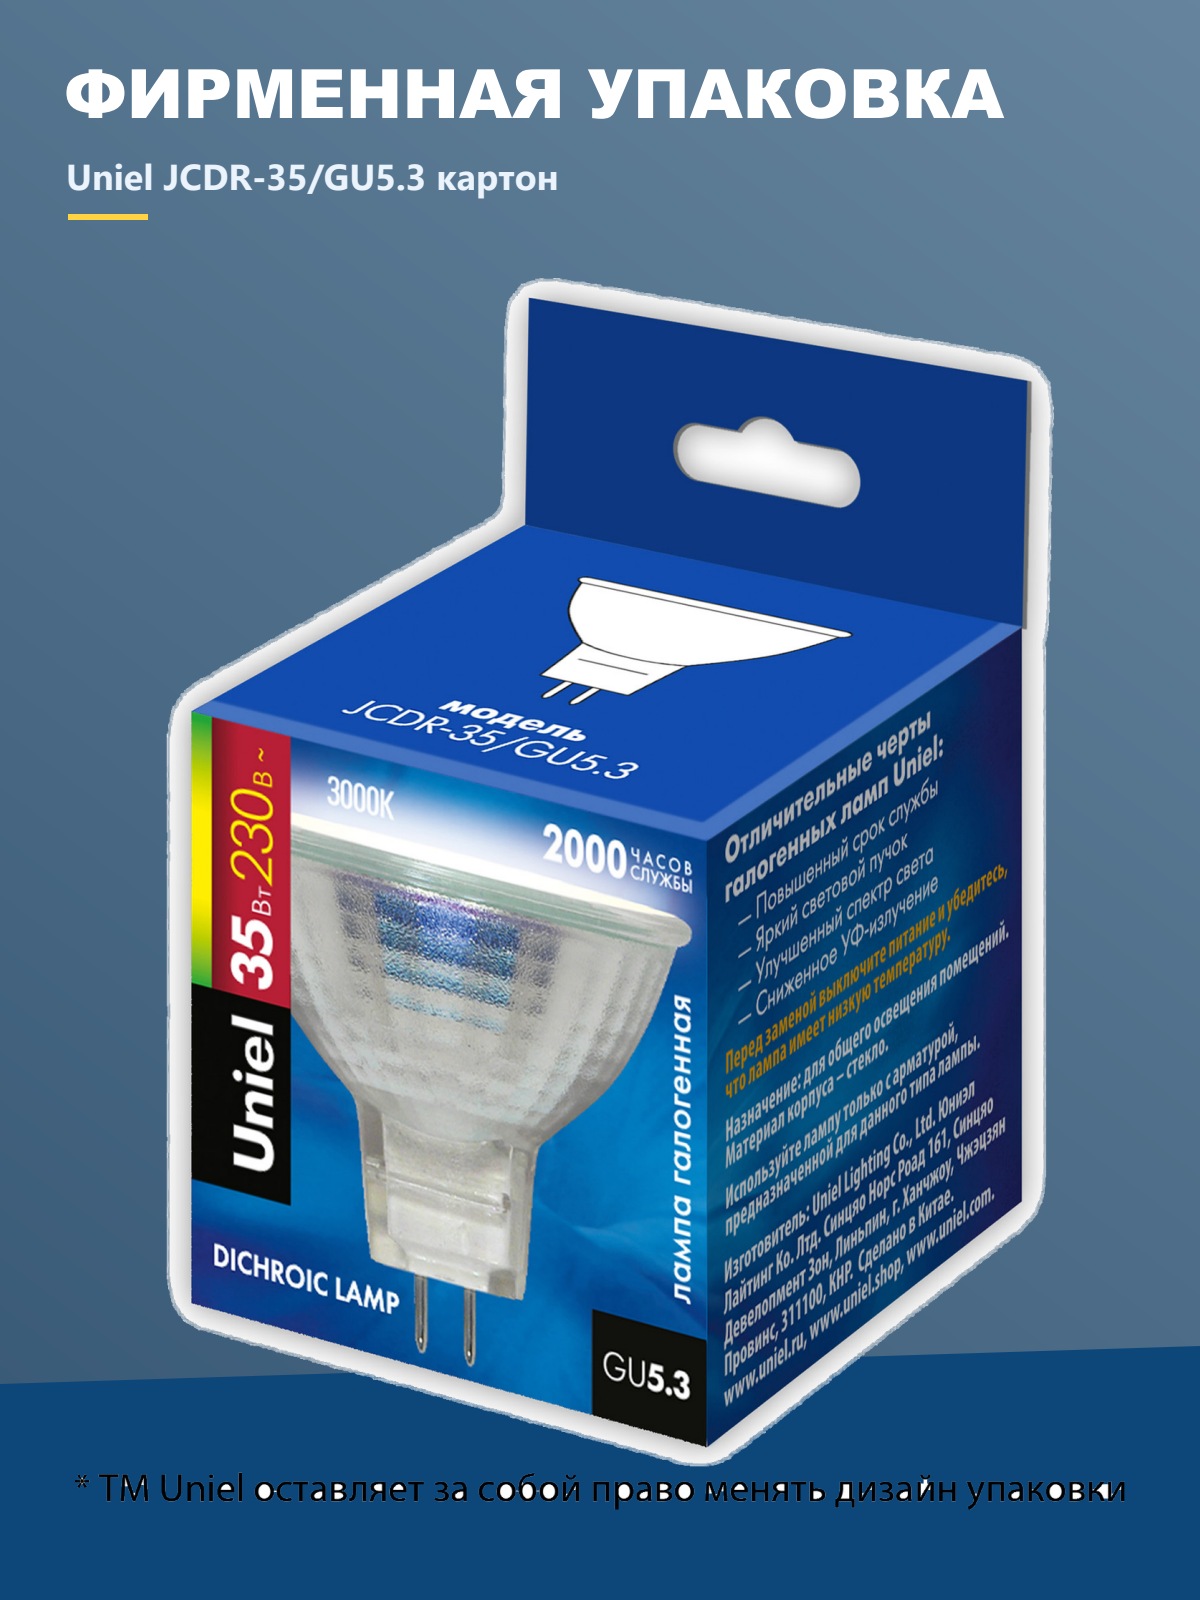 ФИРМЕННАЯ УПАКОВКА
Uniel JCDR-35/GU5.3 картон
модель
JCDR-35/GU5.3
3000К
2000 ЧАСОВ
СЛУЖБЫ
Uniel 35Вт 230В ~
лампа галогенная
DICHROIC LAMP
GU5.3
Отличительные черты
галогенных ламп Uniel:
— Повышенный срок службы
— Яркий световой пучок
— Улучшенный спектр света
— Сниженное УФ-излучение
Перед заменой выключите питание и убедитесь,
что лампа имеет низкую температуру.
Назначение: для общего освещения помещений.
Материал корпуса – стекло.
Используйте лампу только с арматурой,
предназначенной для данного типа лампы.
Изготовитель: Uniel Lighting Co., Ltd. Юниэл
Лайтинг Ко. Лтд. Синцяо Норс Роад 161, Синцяо
Девелопмент Зон, Линьпин, г. Ханчжоу, Чжэцзян
Провинс, 311100, КНР. Сделано в Китае.
www.uniel.ru, www.uniel.shop, www.uniel.com.
* ТМ Uniel оставляет за собой право менять дизайн упаковки